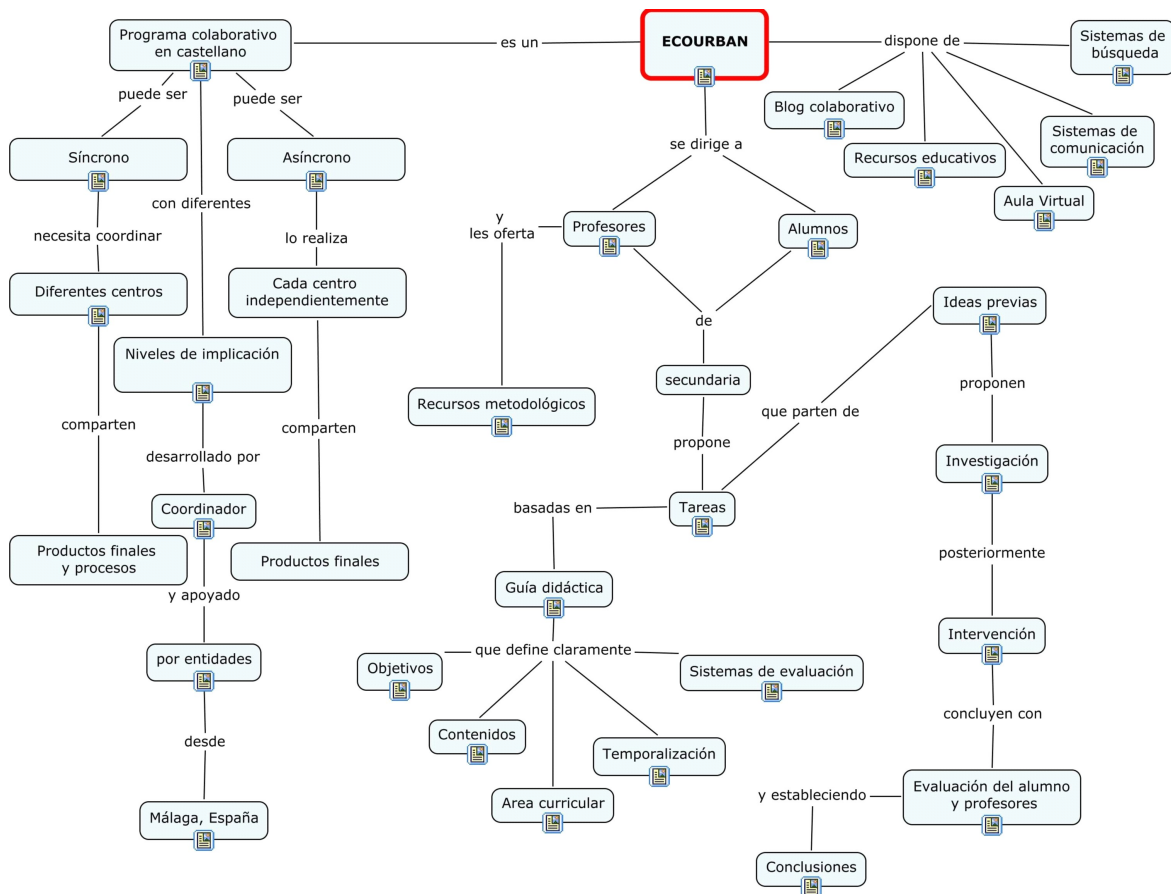 Programa colaborativo
en castellano
es un
ECOURBAN
dispone de
Sistemas de
búsqueda
puede ser
puede ser
Blog colaborativo
Síncrono
Asíncrono
se dirige a
Recursos educativos
Sistemas de
comunicación
con diferentes
Aula Virtual
necesita coordinar
lo realiza
y
les oferta
Profesores
Alumnos
Diferentes centros
Cada centro
independientemente
de
Ideas previas
Niveles de implicación
secundaria
proponen
Recursos metodológicos
que parten de
comparten
comparten
propone
desarrollado por
Investigación
Coordinador
basadas en
Tareas
Productos finales
y procesos
Productos finales
posteriormente
y apoyado
Guía didáctica
Intervención
por entidades
que define claramente
Objetivos
Sistemas de evaluación
concluyen con
desde
Contenidos
Temporalización
Evaluación del alumno
y profesores
y estableciendo
Area curricular
Málaga, España
Conclusiones